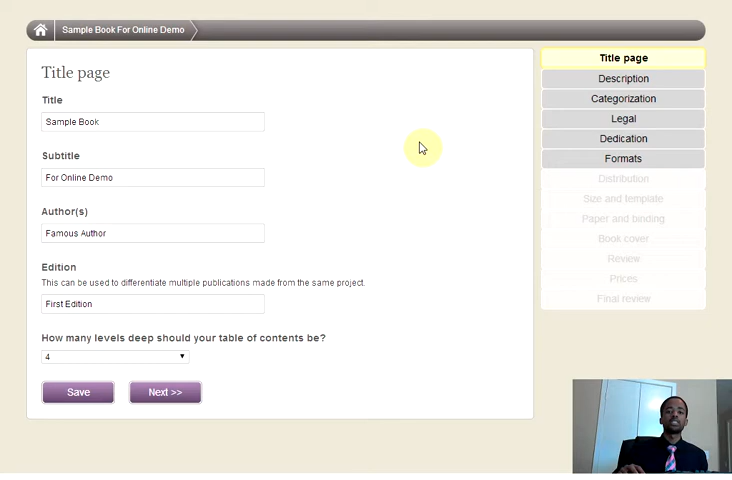 Sample Book For Online Demo
Title page
Title
Sample Book
Subtitle
For Online Demo
Author(s)
Famous Author
Edition
This can be used to differentiate multiple publications made from the same project.
First Edition
How many levels deep should your table of contents be?
4
Save
Next >>
Title page
Description
Categorization
Legal
Dedication
Formats
Distribution
Size and template
Paper and binding
Book cover
Review
Prices
Final review